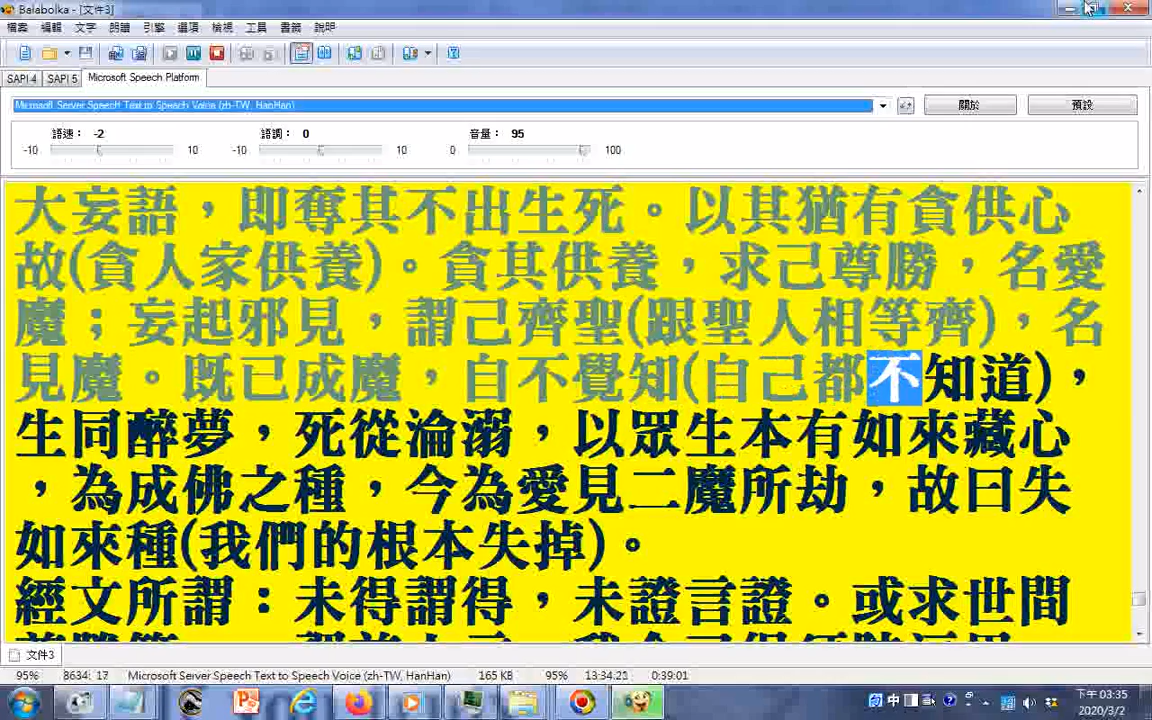 Balabolka - [文件3]
檔案 編輯 文字 朗讀 引擎 選項 檢視 工具 書籤 說明
SAPI 4 SAPI 5 Microsoft Speech Platform
Microsoft Server Speech Text to Speech Voice (zh-TW, HanHan)
關於 預設
語速： -2 語調： 0 音量： 95
-10 10 -10 10 0 100
大妄語，即奪其不出生死。以其猶有貪供心
故(貪人家供養)。貪其供養，求己尊勝，名愛
魔；妄起邪見，謂己齊聖(跟聖人相等齊)，名
見魔。既已成魔，自不覺知(自己都不知道)，
生同醉夢，死從淪溺，以眾生本有如來藏心
，為成佛之種，今為愛見二魔所劫，故曰失
如來種(我們的根本失掉)。
經文所謂：未得謂得，未證言證。或求世間
文件3
95% 8634: 17 Microsoft Server Speech Text to Speech Voice (zh-TW, HanHan) 165 KB 95% 13:34:21 0:39:01
中 下午 03:35
2020/3/2